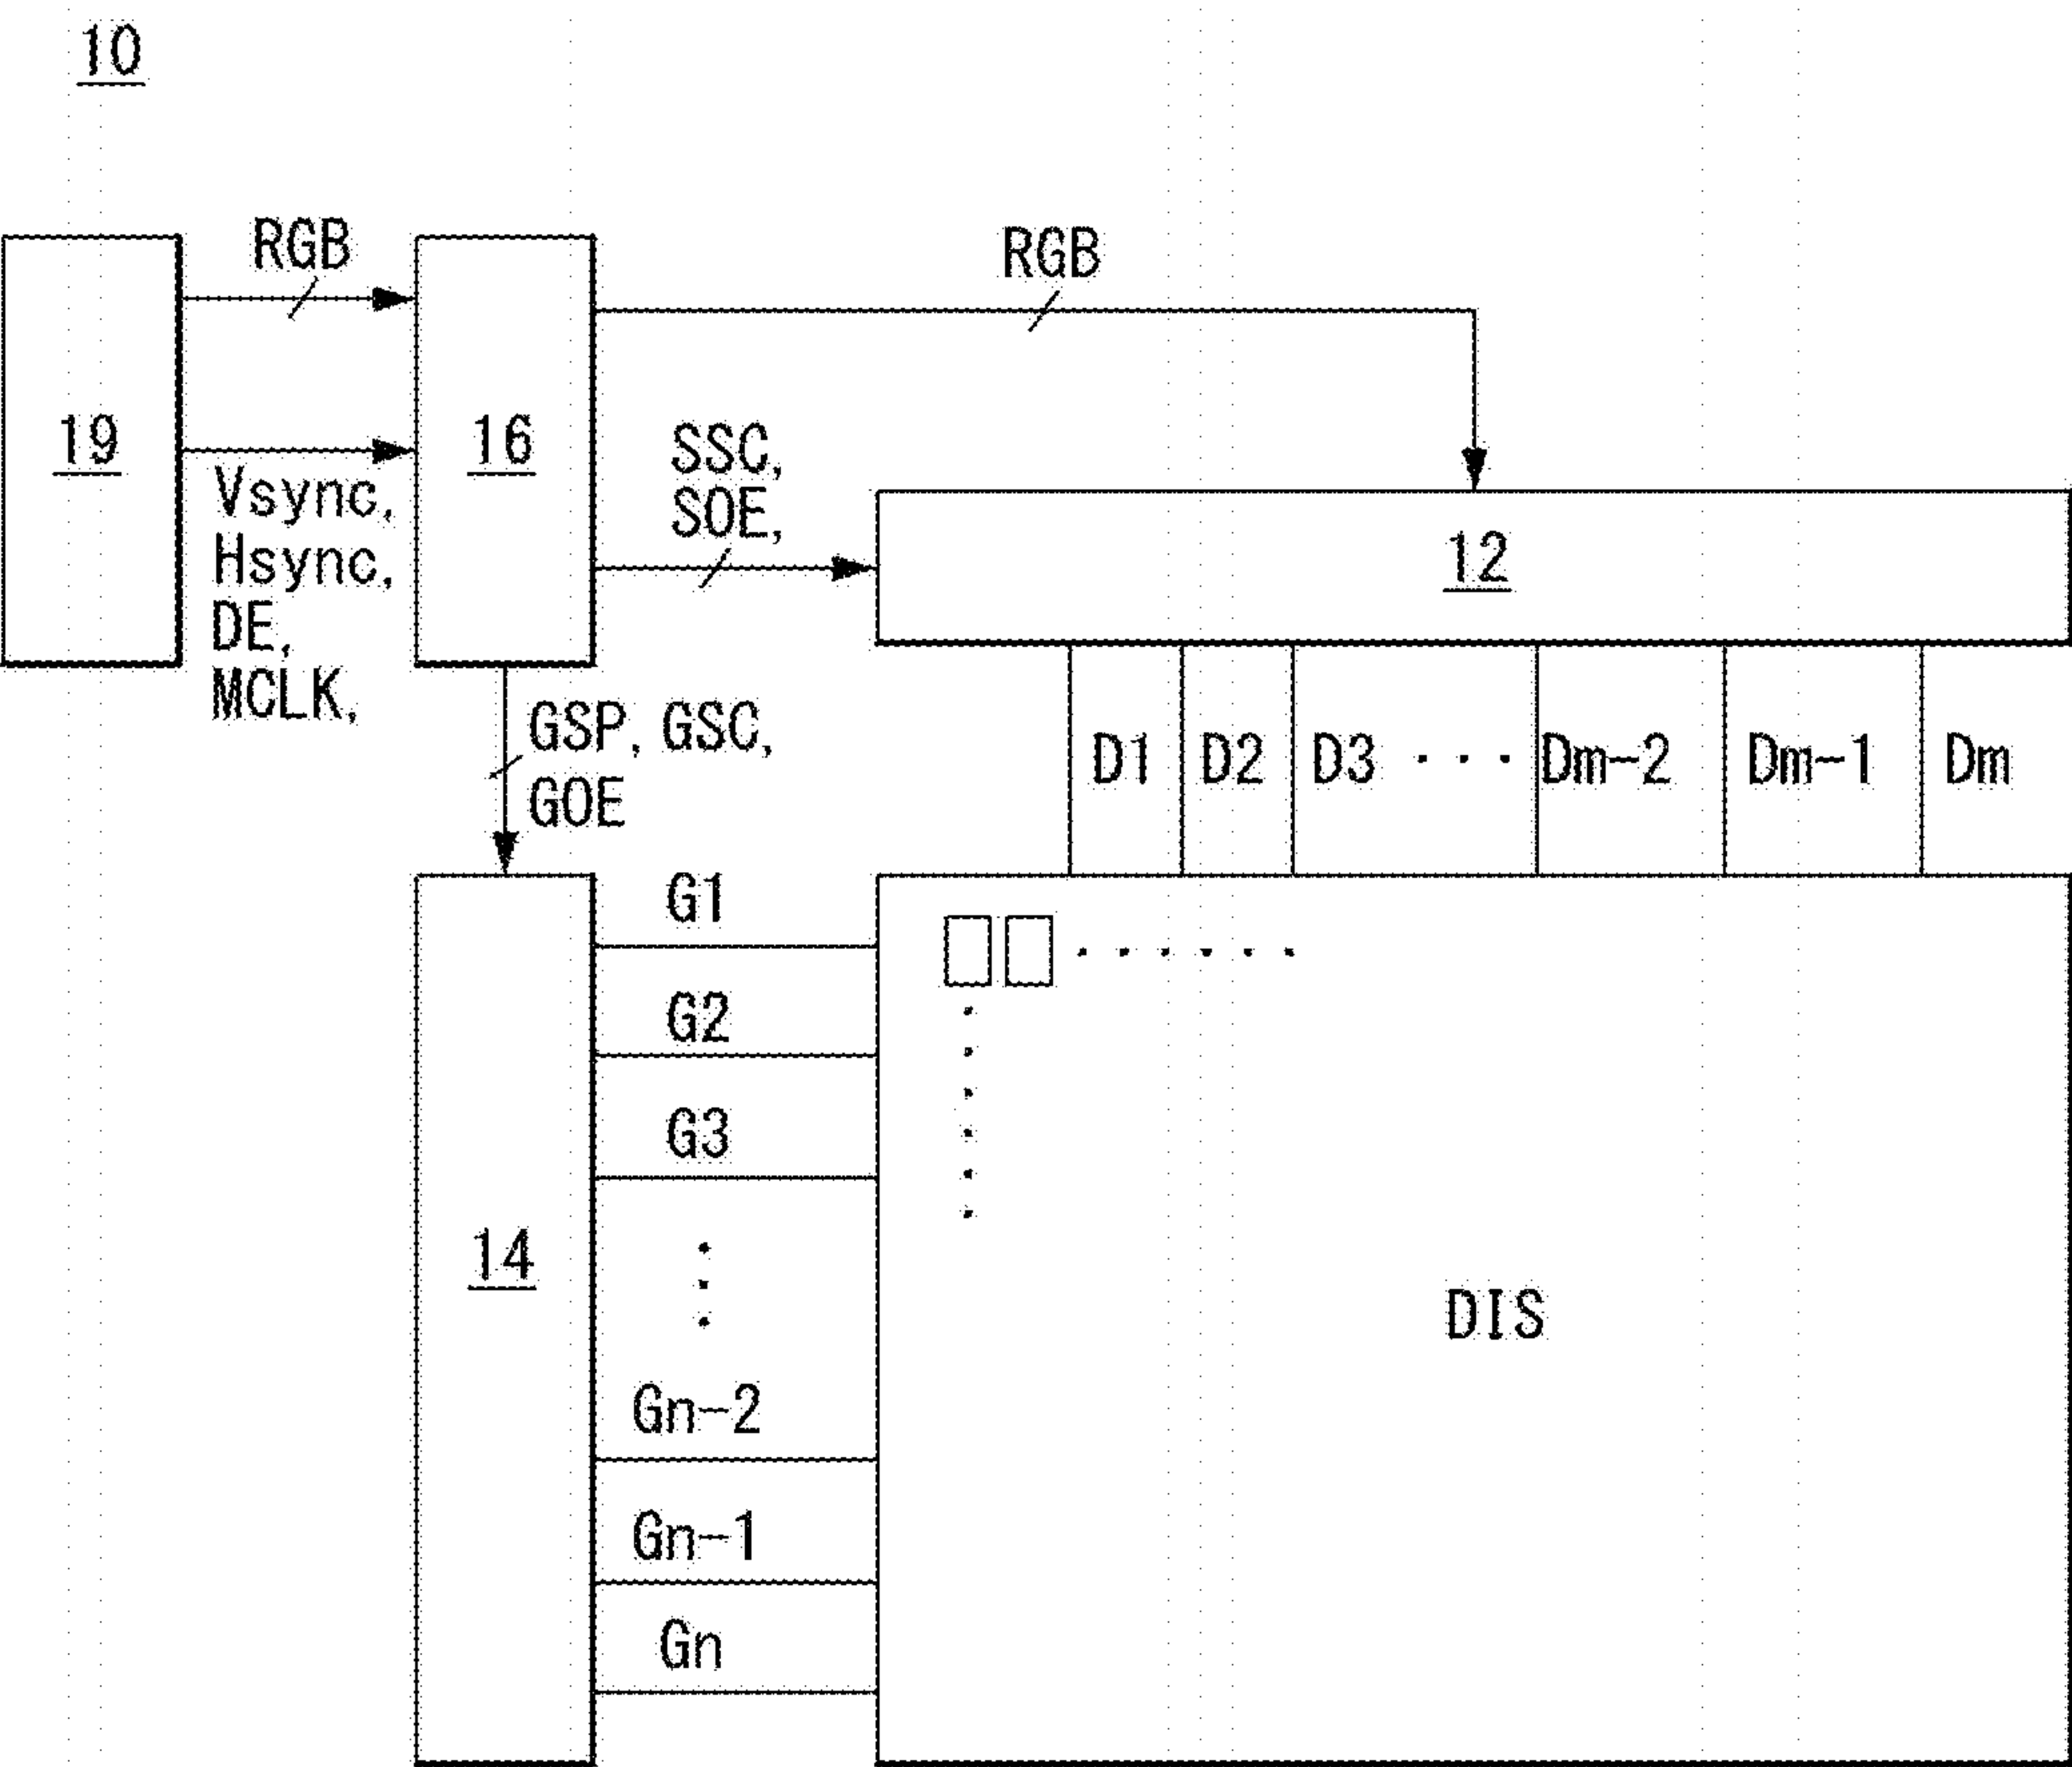 10
RGB
RGB
19
16
SSC,
SOE,
Vsync,
Hsync,
DE,
MCLK,
12
GSP, GSC,
GOE
D1 D2 D3 ··· Dm-2 Dm-1 Dm
G1
G2
G3
14
DIS
Gn-2
Gn-1
Gn